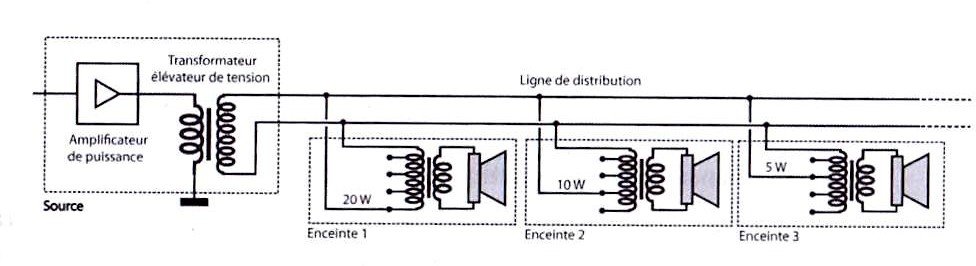 Transformateur
élévateur de tension
Ligne de distribution
Amplificateur
de puissance
Source
20 W
10 W
5 W
Enceinte 1
Enceinte 2
Enceinte 3